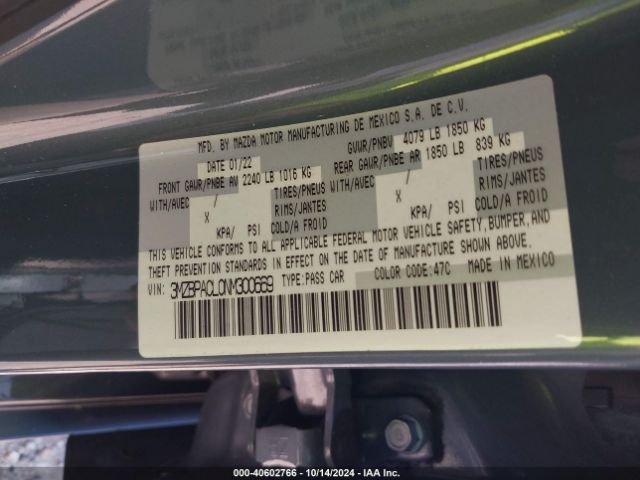 MFD. BY MAZDA MOTOR MANUFACTURING DE MEXICO S.A. DE C.V.
DATE 01/22 GVWR/PNBV 4079 LB 1850 KG
FRONT GAWR/PNBE AV 2240 LB 1016 KG REAR GAWR/PNBE AR 1850 LB 839 KG
WITH/AVEC / TIRES/PNEUS WITH/AVEC / TIRES/PNEUS
X RIMS/JANTES X RIMS/JANTES
KPA/ PSI COLD/A FROID KPA/ PSI COLD/A FROID
THIS VEHICLE CONFORMS TO ALL APPLICABLE FEDERAL MOTOR VEHICLE SAFETY, BUMPER, AND
THEFT PREVENTION STANDARDS IN EFFECT ON THE DATE OF MANUFACTURE SHOWN ABOVE.
VIN: 3MZBPACL0NM300669 TYPE:PASS CAR COLOR CODE:47C MADE IN MEXICO
000-40602766 | 10/14/2024 | IAA Inc.